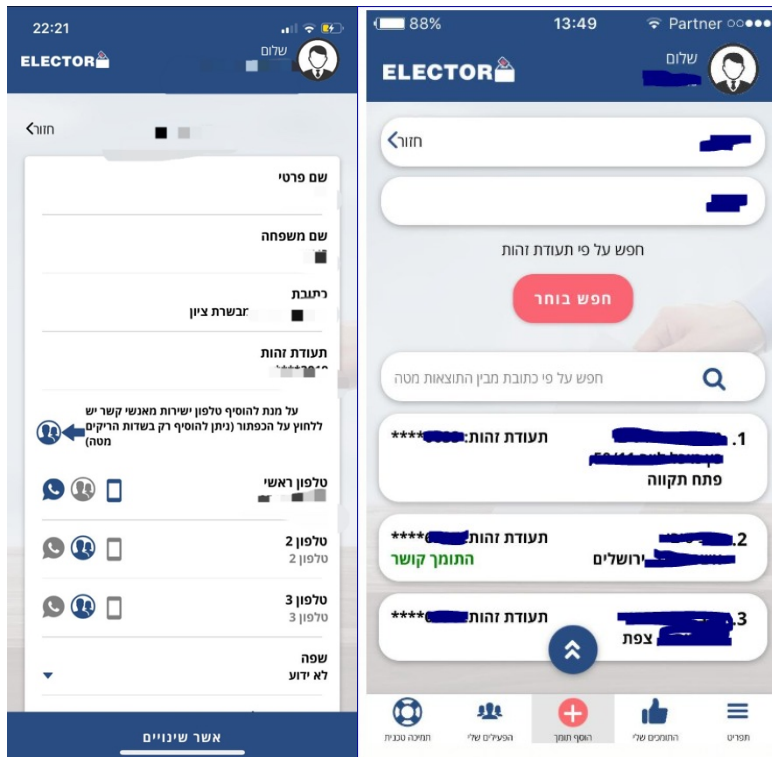 22:21
ELECTOR
שלום
חזור
שם פרטי
שם משפחה
כתובת
מבשרת ציון
תעודת זהות
על מנת להוסיף טלפון ישירות מאנשי קשר יש
ללחוץ על הכפתור (ניתן להוסיף רק בשדות הריקים
מטה)
טלפון ראשי
טלפון 2
טלפון 2
טלפון 3
טלפון 3
שפה
לא ידוע
אשר שינויים
88% 13:49 Partner
ELECTOR
שלום
חזור
חפש על פי תעודת זהות
חפש בוחר
חפש על פי כתובת מבין התוצאות מטה
1. תעודת זהות: ****
פתח תקווה
2. תעודת זהות: ****
ירושלים התומך קושר
3. תעודת זהות: ****
צפת
תפריט
התומכים שלי
הוסף תומך
הפעילים שלי
תמיכה טכנית